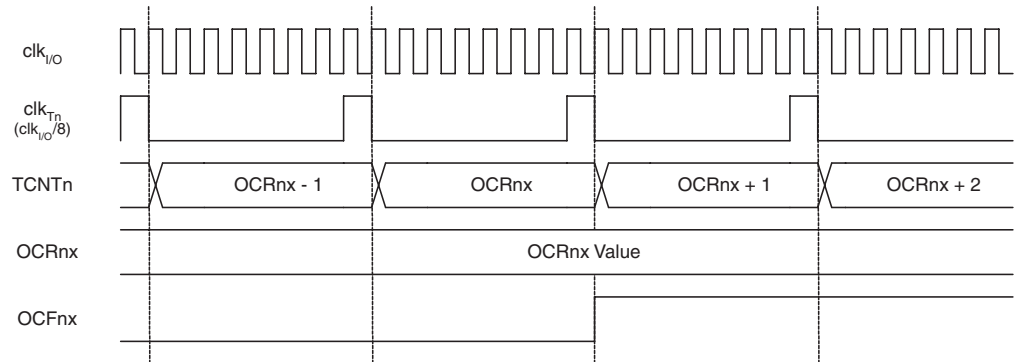 clkI/O
clkTn
(clkI/O/8)
TCNTn
OCRnx - 1
OCRnx
OCRnx + 1
OCRnx + 2
OCRnx
OCRnx Value
OCFnx